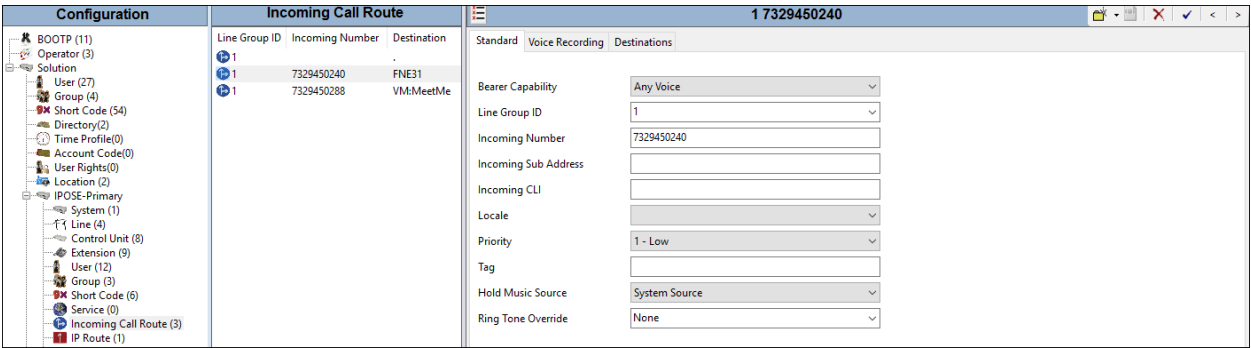 Configuration
BOOTP (11)
Operator (3)
Solution
User (27)
Group (4)
Short Code (54)
Directory(2)
Time Profile(0)
Account Code(0)
User Rights(0)
Location (2)
IPOSE-Primary
System (1)
Line (4)
Control Unit (8)
Extension (9)
User (12)
Group (3)
Short Code (6)
Service (0)
Incoming Call Route (3)
IP Route (1)
Incoming Call Route
Line Group ID Incoming Number Destination
1 .
1 7329450240 FNE31
1 7329450288 VM:MeetMe
1 7329450240
Standard Voice Recording Destinations
Bearer Capability Any Voice
Line Group ID 1
Incoming Number 7329450240
Incoming Sub Address
Incoming CLI
Locale
Priority 1 - Low
Tag
Hold Music Source System Source
Ring Tone Override None